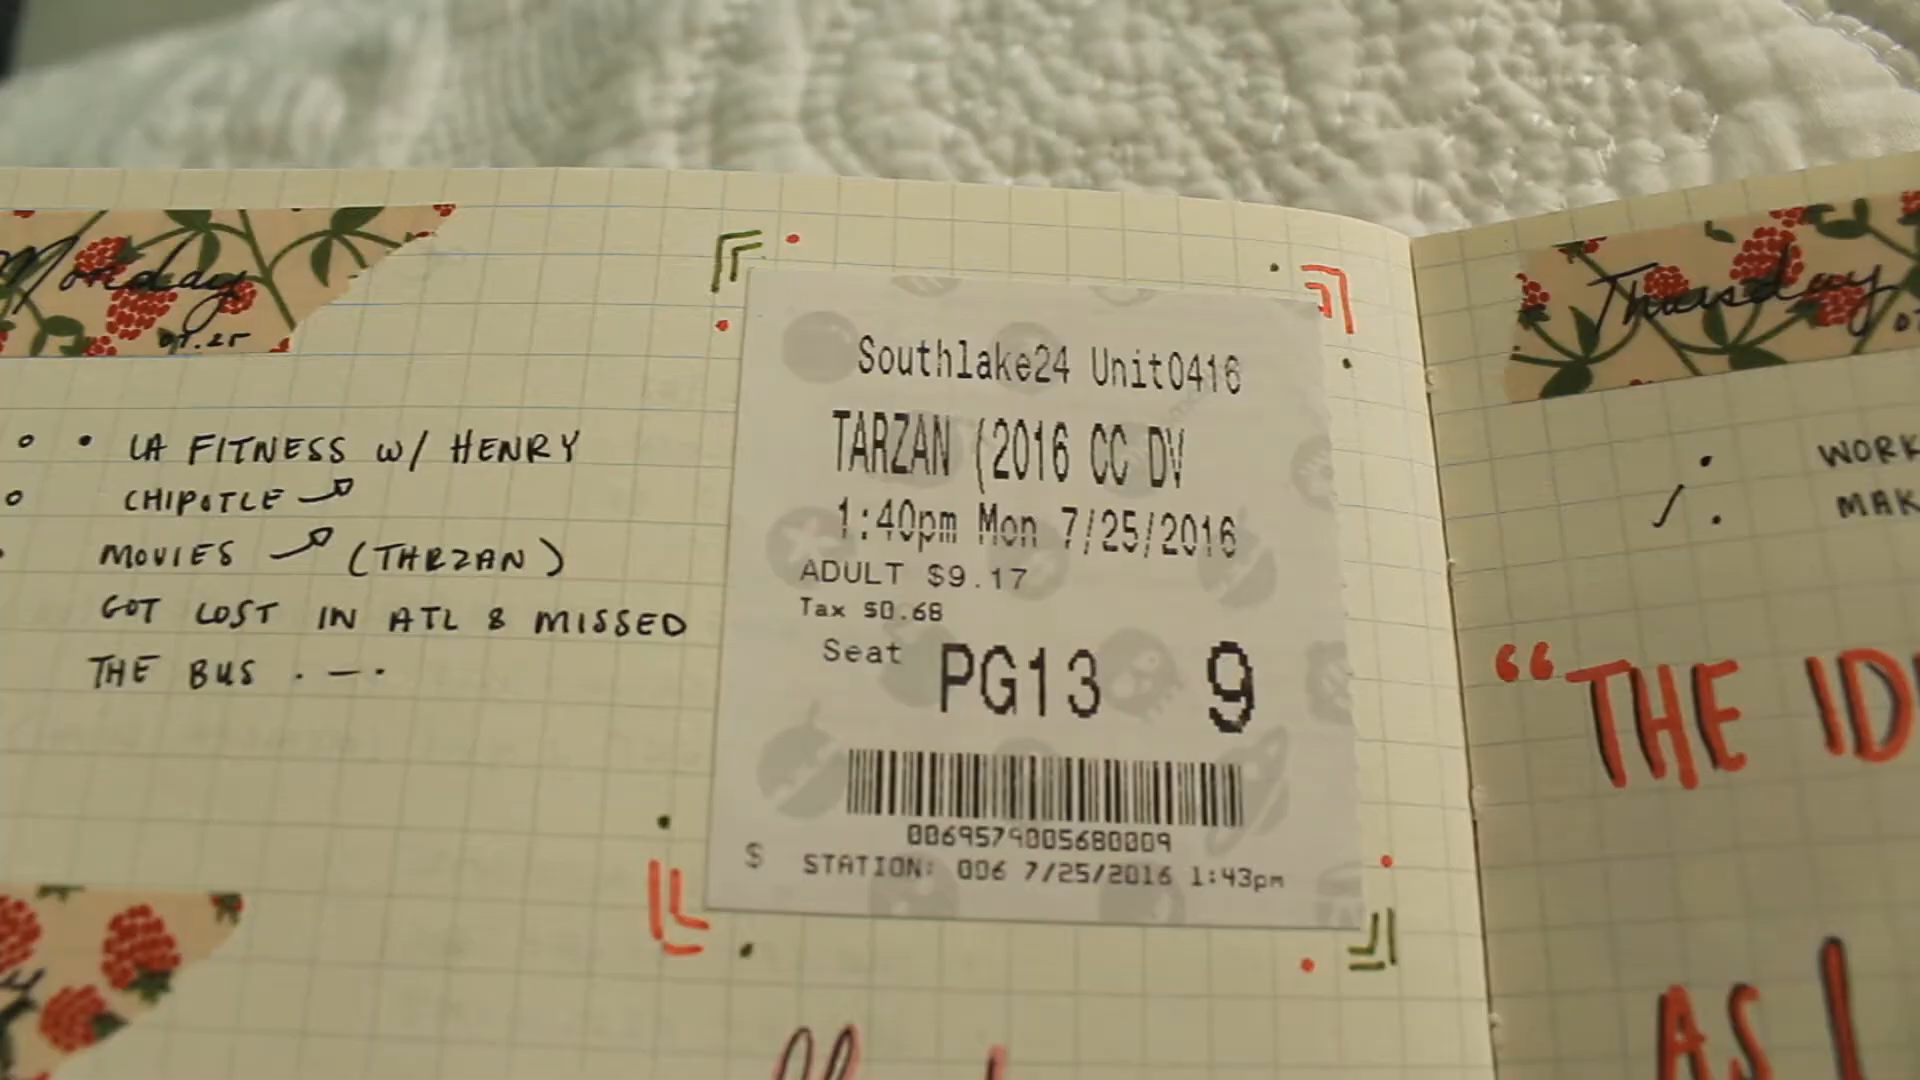 Monday
07.25
LA FITNESS W/ HENRY
CHIPOTLE
MOVIES (TARZAN)
GOT LOST IN ATL & MISSED
THE BUS . - .
Southlake24 Unit0416
TARZAN (2016 CC DV
1:40pm Mon 7/25/2016
ADULT $9.17
Tax $0.68
Seat PG13 9
0069579005680009
$ STATION: 006 7/25/2016 1:43pm
Thursday
WORK
MAK
“THE ID
AS I